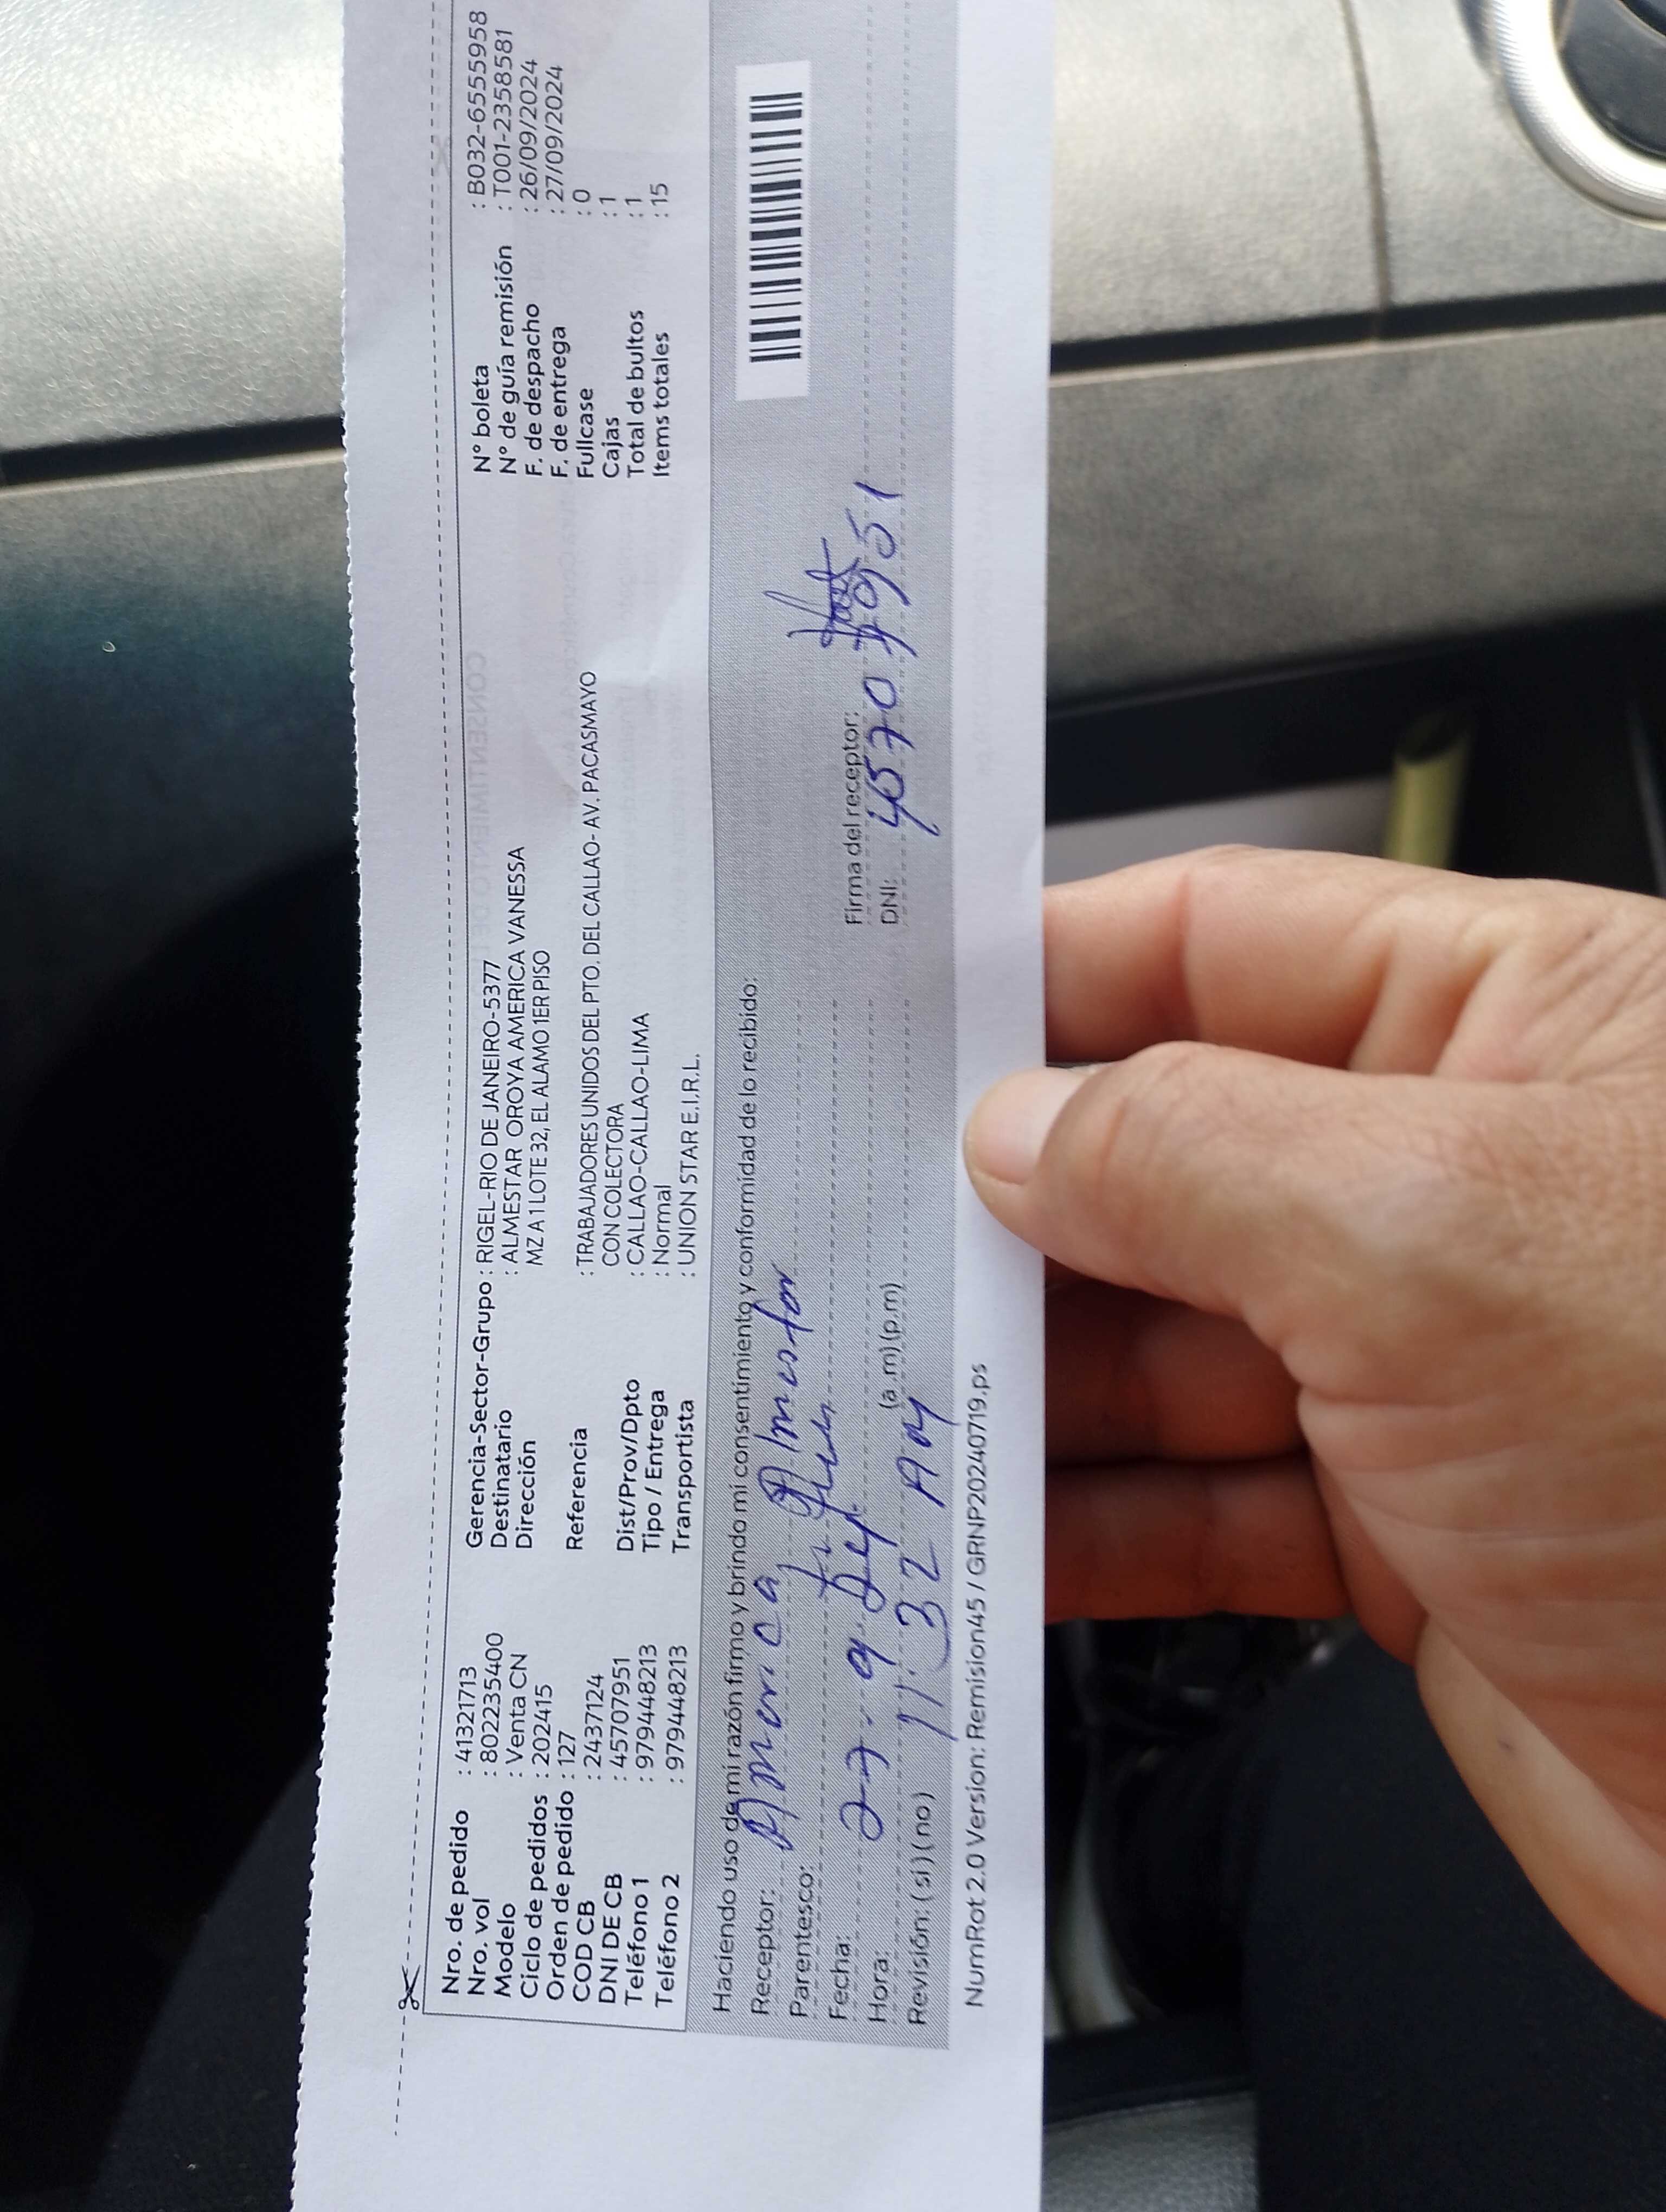 Nro. de pedido : 41321713
Nro. vol : 8022235400
Modelo : Venta CN
Ciclo de pedidos : 202415
Orden de pedido : 127
COD CB : 2437124
DNI DE CB : 45707951
Teléfono 1 : 979448213
Teléfono 2 : 979448213
Gerencia-Sector-Grupo : RIGEL-RIO DE JANEIRO-5377
Destinatario : ALMESTAR OROYA AMERICA VANESSA
Dirección MZ A 1 LOTE 32, EL ALAMO 1ER PISO
Referencia : TRABAJADORES UNIDOS DEL PTO. DEL CALLAO- AV. PACASMAYO
CON COLECTORA
Dist/Prov/Dpto : CALLAO-CALLAO-LIMA
Tipo / Entrega : Normal
Transportista : UNION STAR E.I.R.L.
N° boleta : B032-65555958
N° de guía remisión : T001-2358581
F. de despacho : 26/09/2024
F. de entrega : 27/09/2024
Fullcase : 0
Cajas : 1
Total de bultos : 1
Items totales : 15
Haciendo uso de mi razón firmo y brindo mi consentimiento y conformidad de lo recibido:
Receptor: America Almestar
Parentesco:
Fecha: 27-9-24
Hora: 11:32 AM (a.m) (p.m)
Revisión: (si) (no)
Firma del receptor:
DNI: 45707951
NumRot 2.0 Version: Remision45 / GRNP20240719.ps